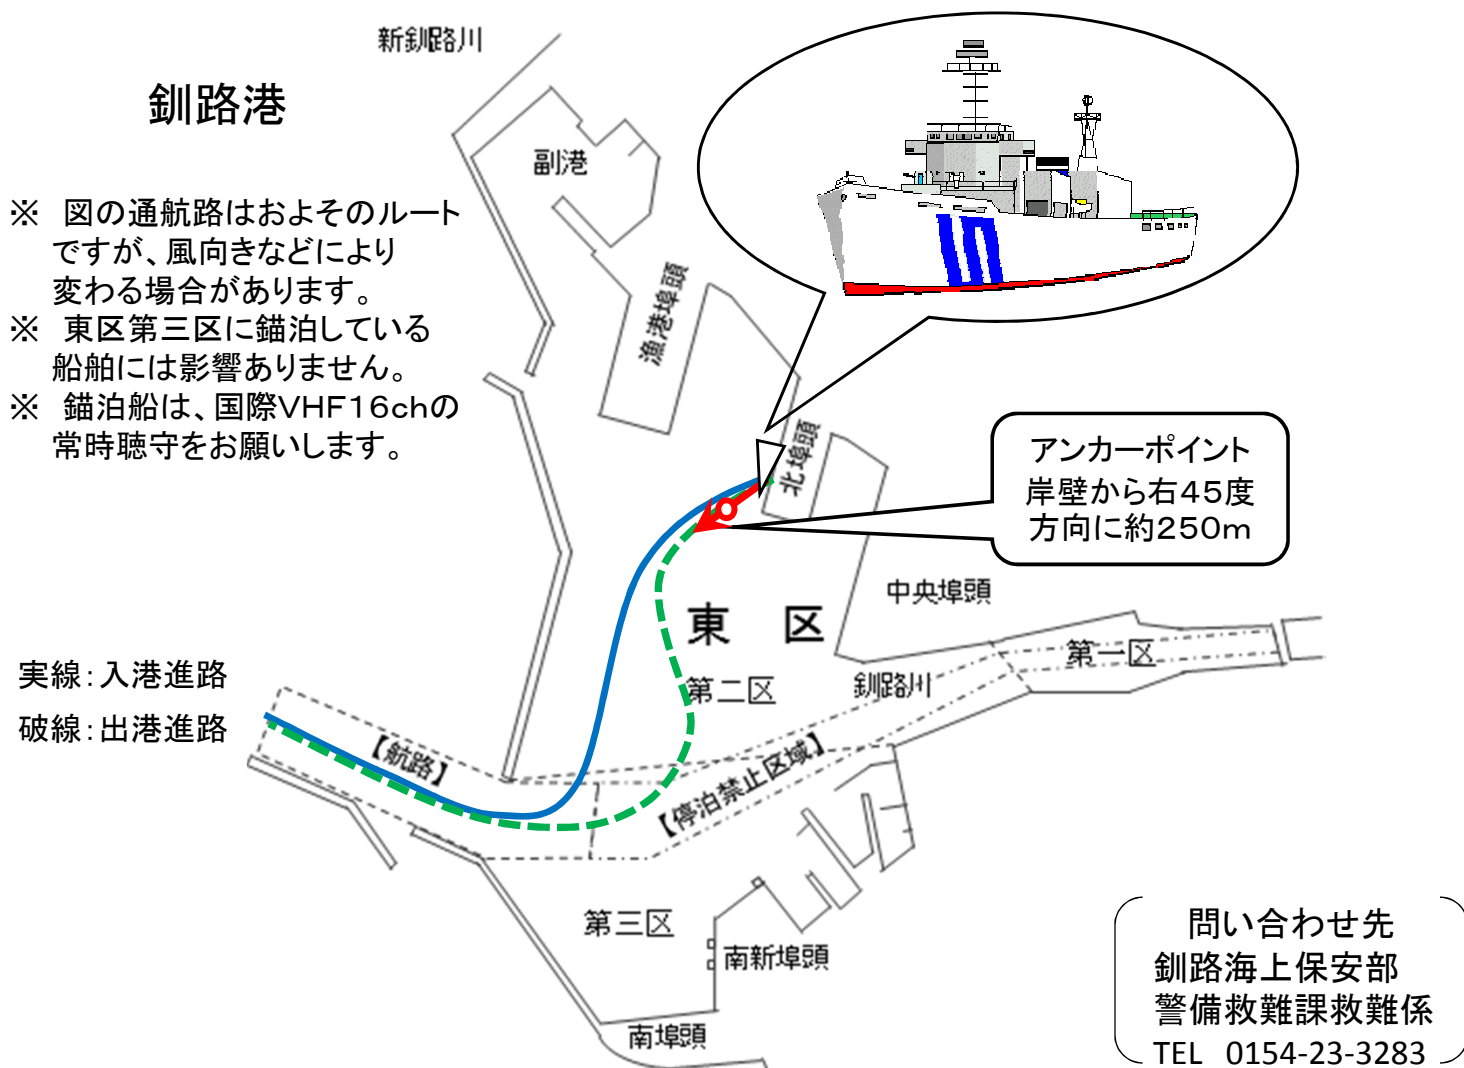 新釧路川
釧路港
副港
※　図の通航路はおよそのルート
ですが、風向きなどにより
変わる場合があります。
※　東区第三区に錨泊している
船舶には影響ありません。
※　錨泊船は、国際VHF16chの
常時聴守をお願いします。
漁港埠頭
北埠頭
アンカーポイント
岸壁から右45度
方向に約250m
中央埠頭
東　区
第一区
第二区
釧路川
実線：入港進路
破線：出港進路
【航路】
【停泊禁止区域】
第三区
南新埠頭
南埠頭
問い合わせ先
釧路海上保安部
警備救難課救難係
TEL　0154-23-3283